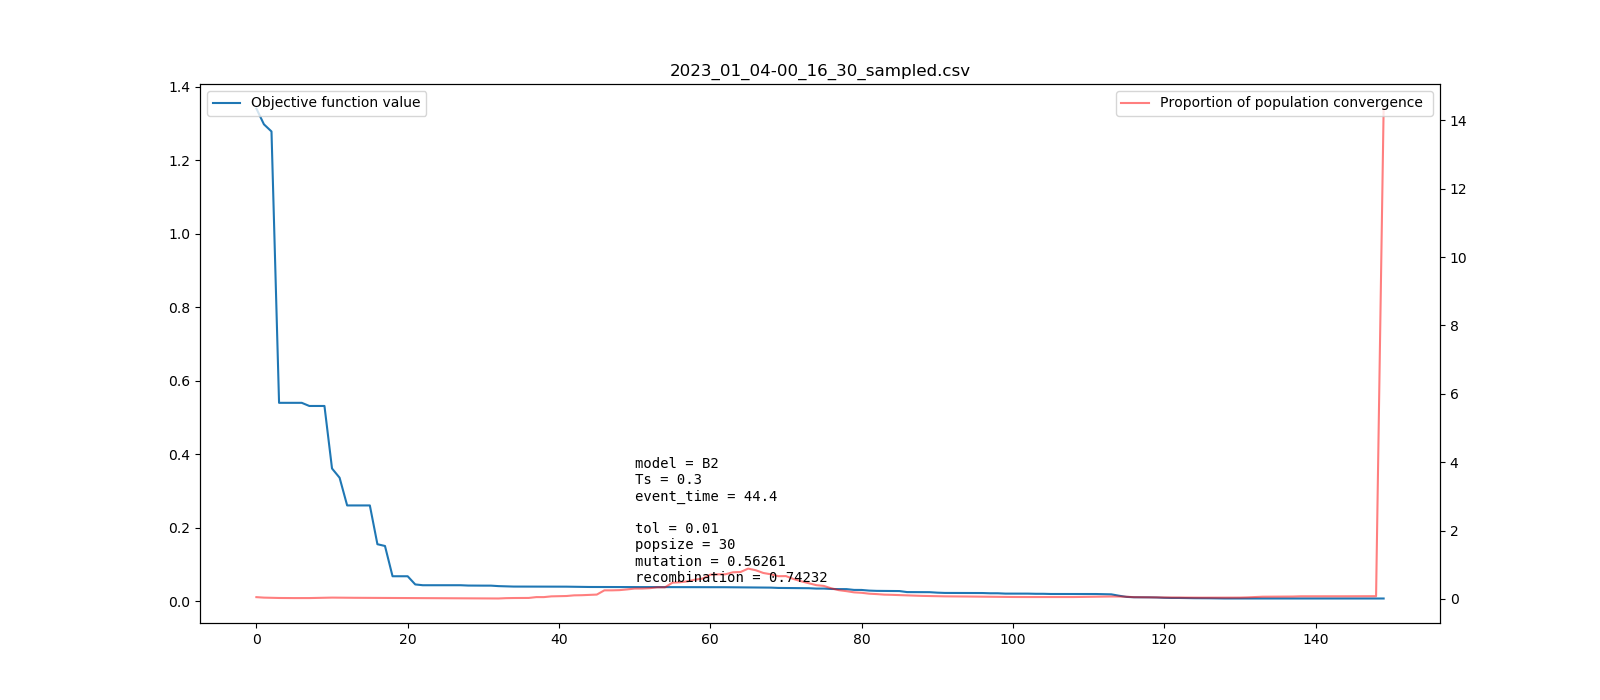 2023_01_04-00_16_30_sampled.csv
Objective function value
Proportion of population convergence
1.4
1.2
1.0
0.8
0.6
0.4
0.2
0.0
14
12
10
8
6
4
2
0
model = B2
Ts = 0.3
event_time = 44.4
tol = 0.01
popsize = 30
mutation = 0.56261
recombination = 0.74232
0 20 40 60 80 100 120 140